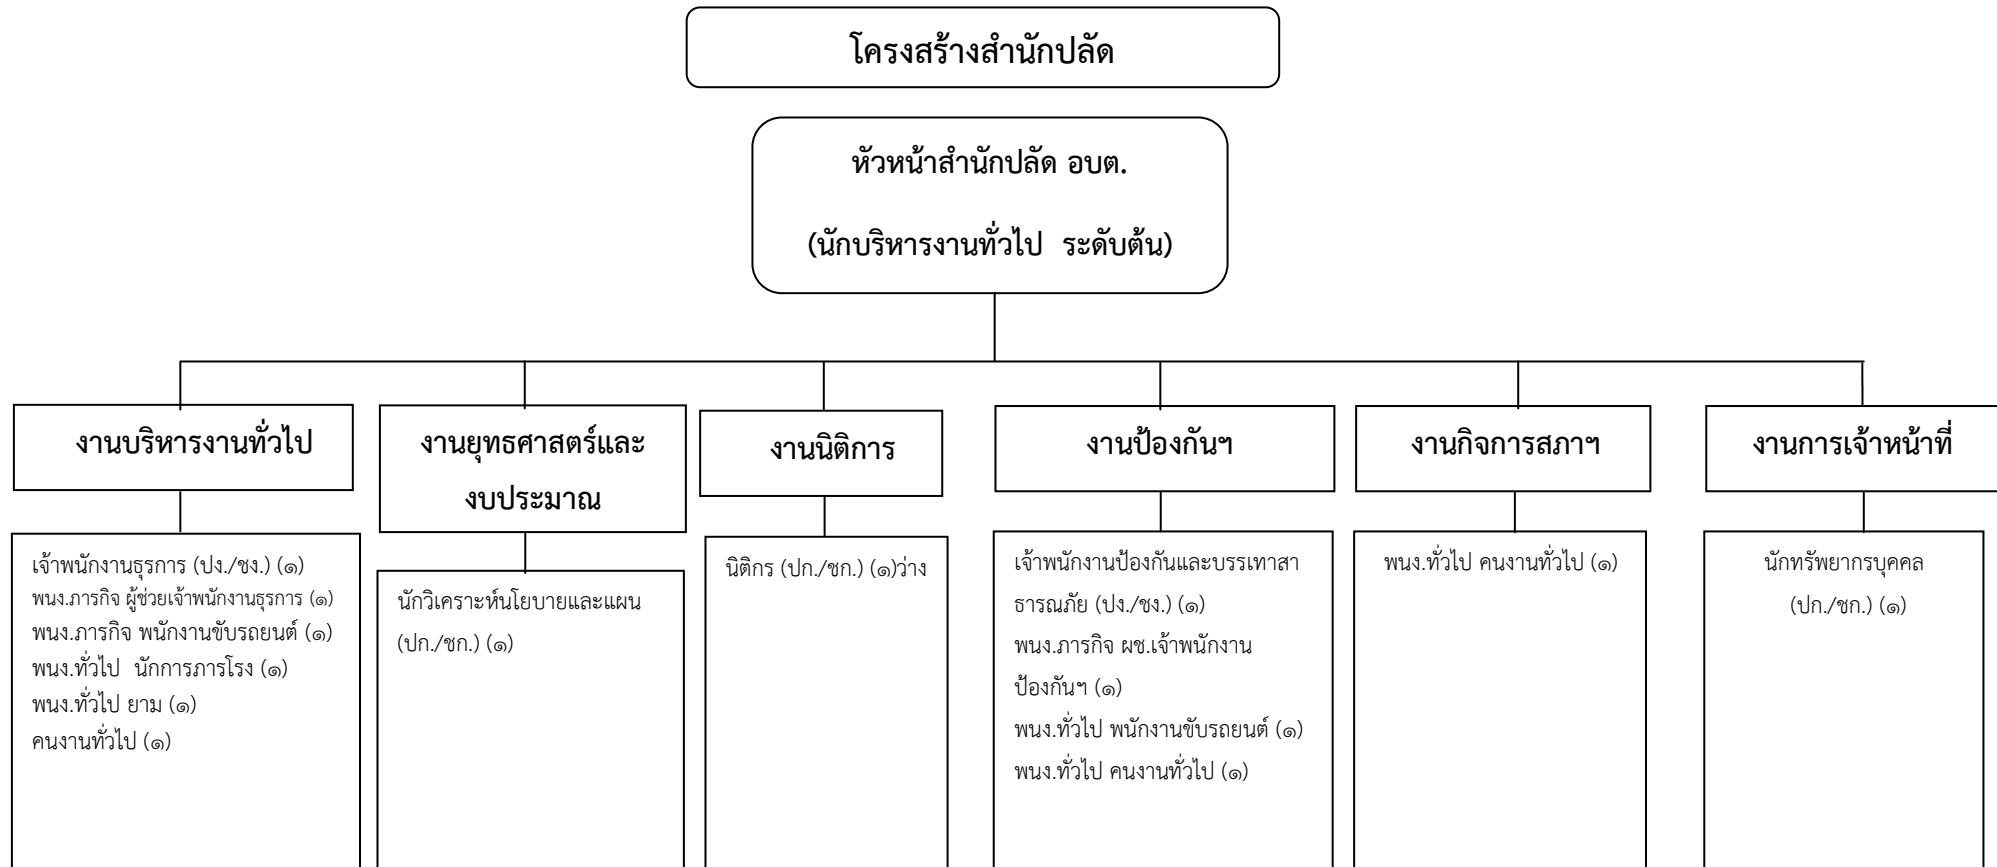 โครงสร้างสำนักปลัด
หัวหน้าสำนักปลัด อบต.
(นักบริหารงานทั่วไป ระดับต้น)
งานบริหารงานทั่วไป
เจ้าพนักงานธุรการ (ปง./ชง.) (๑)
พนง.ภารกิจ ผู้ช่วยเจ้าพนักงานธุรการ (๑)
พนง.ภารกิจ พนักงานขับรถยนต์ (๑)
พนง.ทั่วไป นักการภารโรง (๑)
พนง.ทั่วไป ยาม (๑)
คนงานทั่วไป (๑)
งานยุทธศาสตร์และ
งบประมาณ
นักวิเคราะห์นโยบายและแผน
(ปก./ชก.) (๑)
งานนิติการ
นิติกร (ปก./ชก.) (๑)ว่าง
งานป้องกันฯ
เจ้าพนักงานป้องกันและบรรเทาสา
ธารณภัย (ปง./ชง.) (๑)
พนง.ภารกิจ ผช.เจ้าพนักงาน
ป้องกันฯ (๑)
พนง.ทั่วไป พนักงานขับรถยนต์ (๑)
พนง.ทั่วไป คนงานทั่วไป (๑)
งานกิจการสภาฯ
พนง.ทั่วไป คนงานทั่วไป (๑)
งานการเจ้าหน้าที่
นักทรัพยากรบุคคล
(ปก./ชก.) (๑)